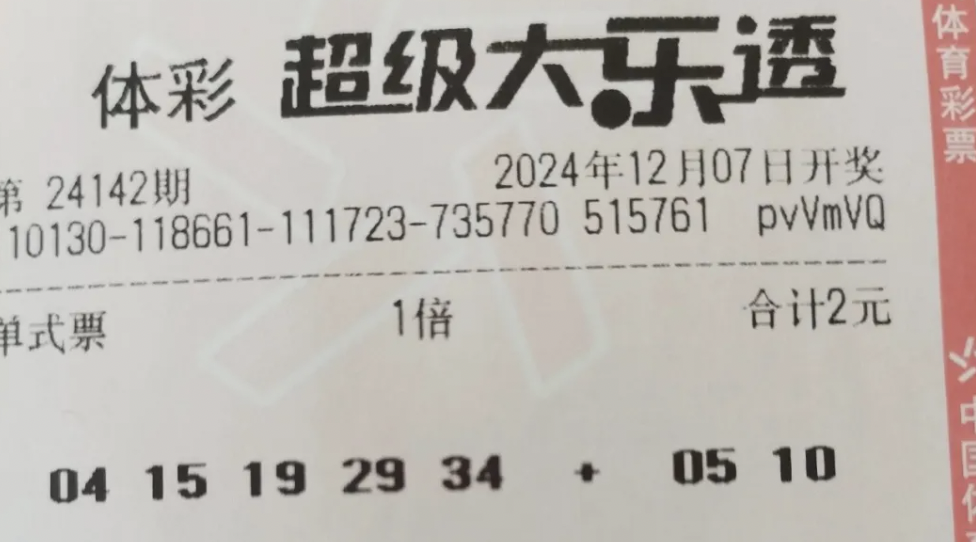 体彩 超级大乐透
第 24142期 2024年12月07日开奖
10130-118661-111723-735770 515761 pvVmVQ
单式票 1倍 合计2元
04 15 19 29 34 + 05 10
体育彩票
中国体